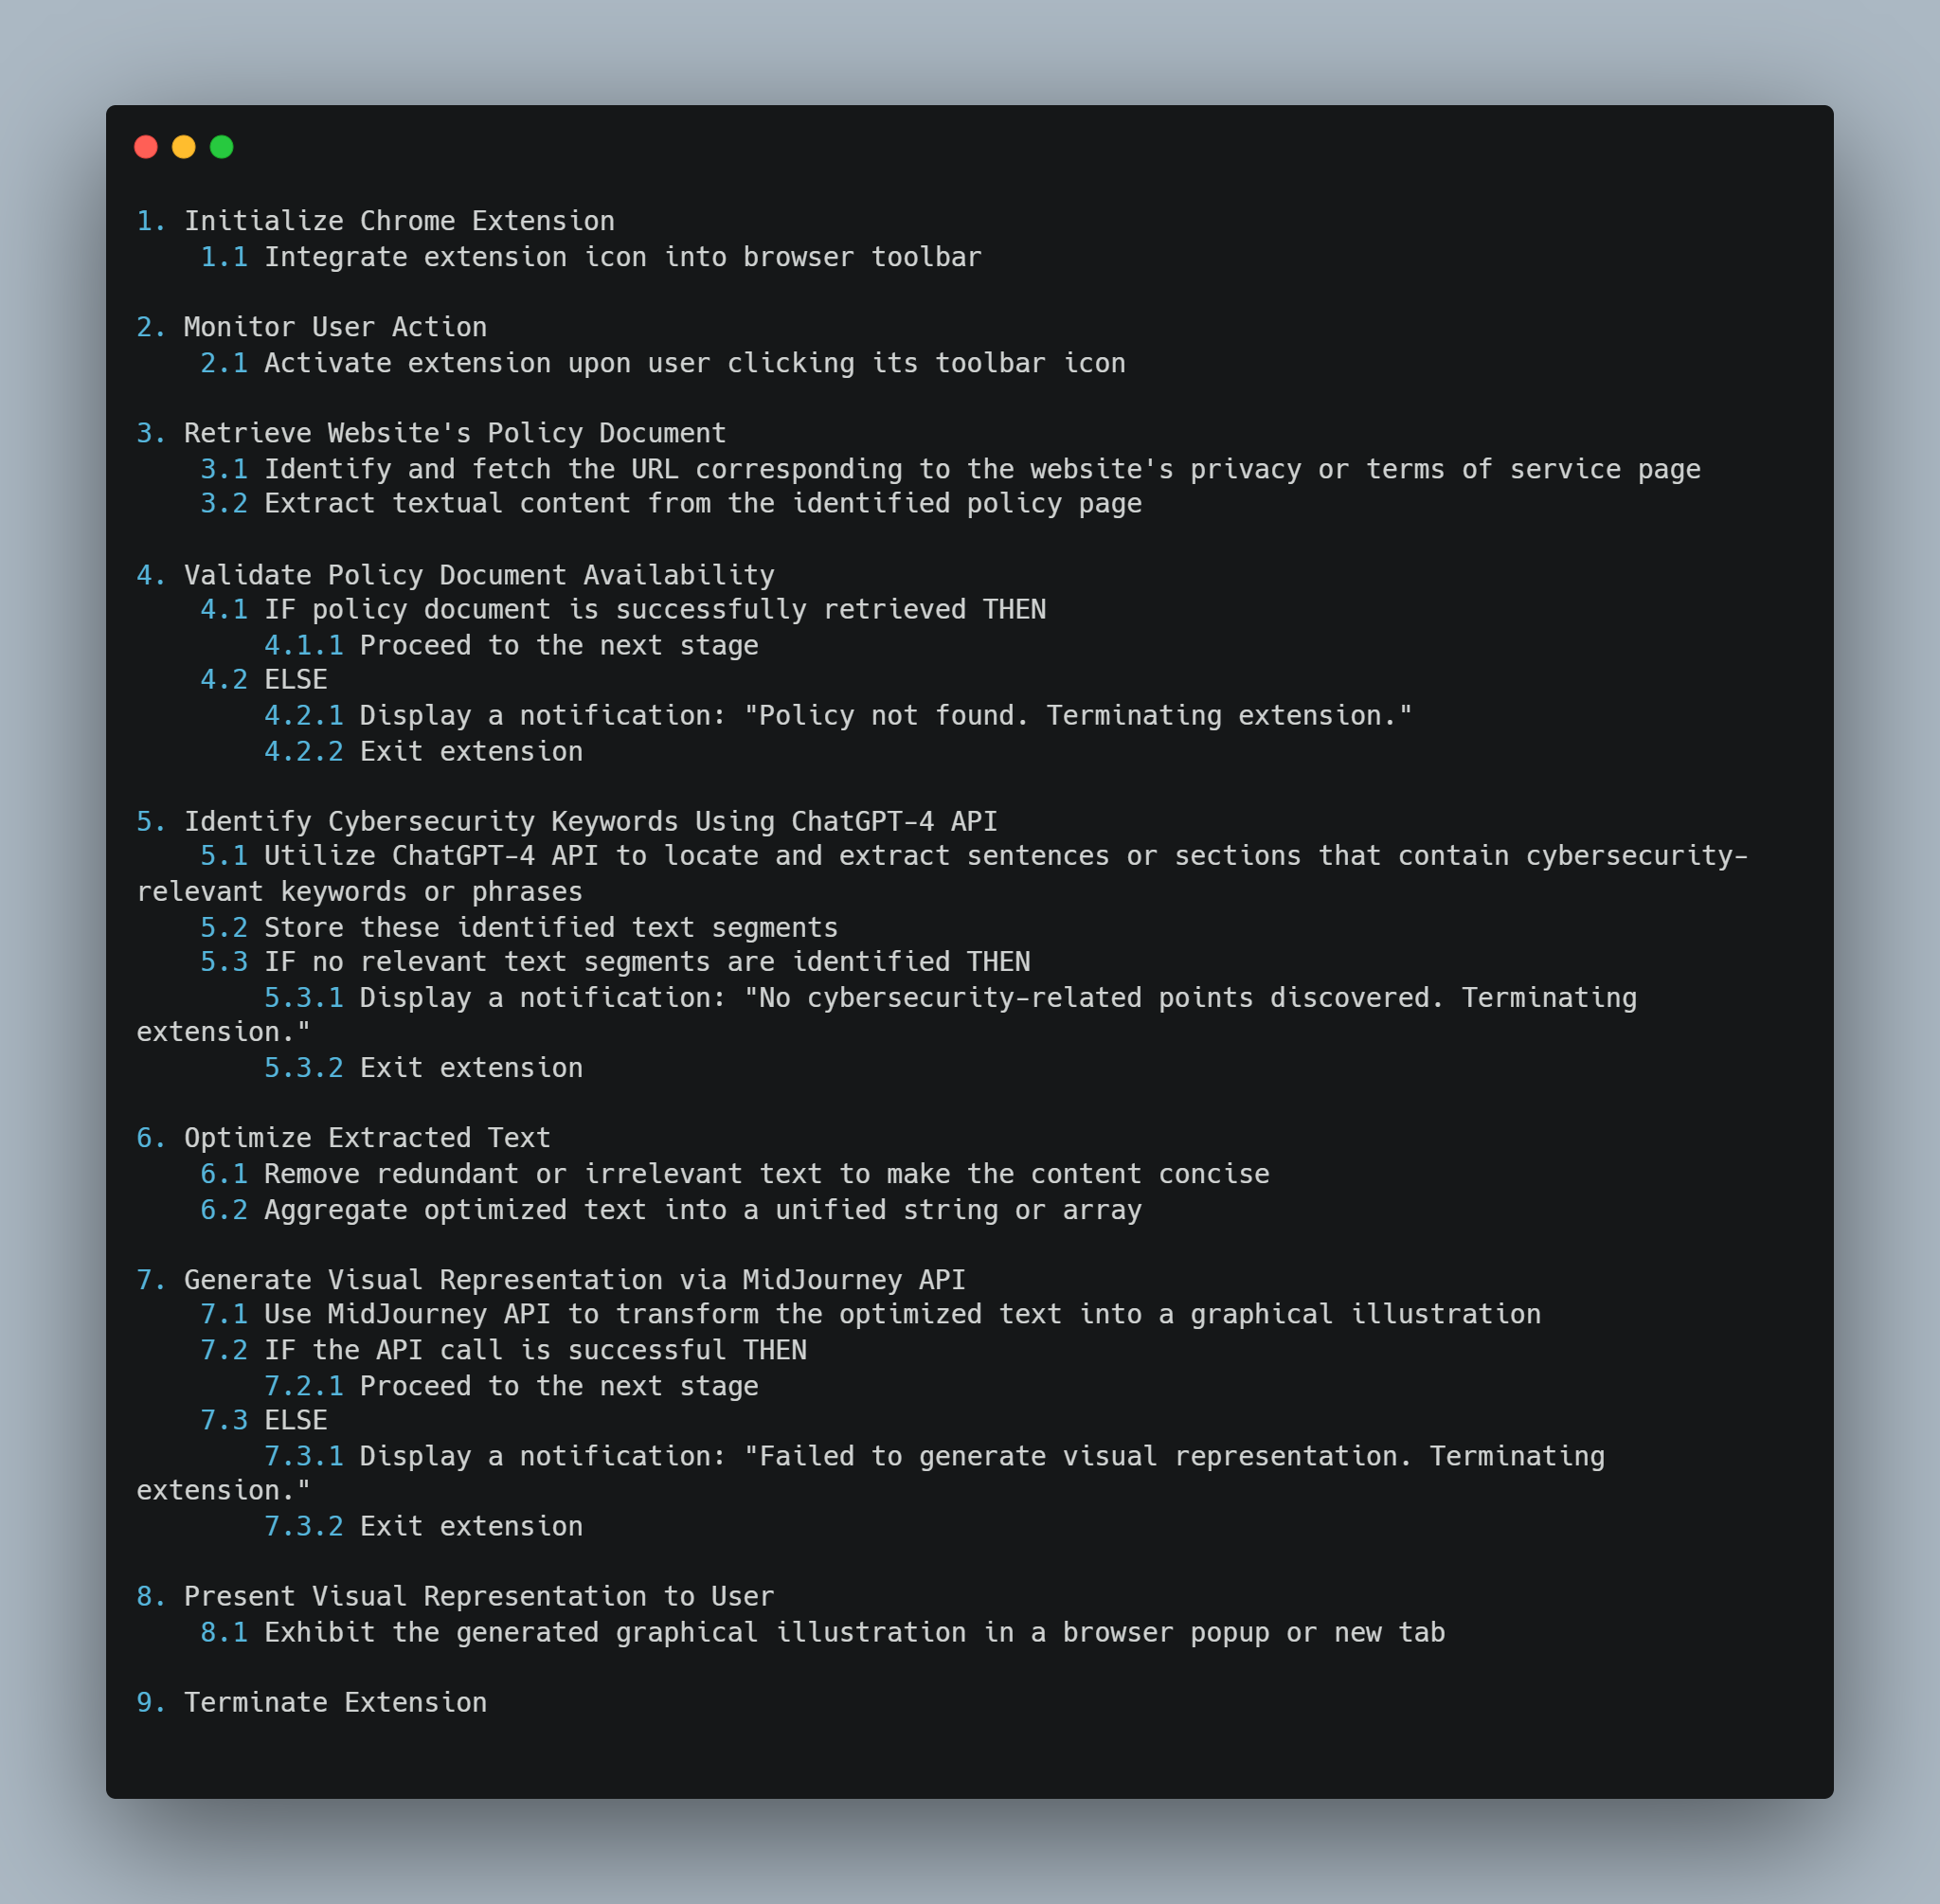 1. Initialize Chrome Extension
1.1 Integrate extension icon into browser toolbar
2. Monitor User Action
2.1 Activate extension upon user clicking its toolbar icon
3. Retrieve Website's Policy Document
3.1 Identify and fetch the URL corresponding to the website's privacy or terms of service page
3.2 Extract textual content from the identified policy page
4. Validate Policy Document Availability
4.1 IF policy document is successfully retrieved THEN
4.1.1 Proceed to the next stage
4.2 ELSE
4.2.1 Display a notification: "Policy not found. Terminating extension."
4.2.2 Exit extension
5. Identify Cybersecurity Keywords Using ChatGPT-4 API
5.1 Utilize ChatGPT-4 API to locate and extract sentences or sections that contain cybersecurity-
relevant keywords or phrases
5.2 Store these identified text segments
5.3 IF no relevant text segments are identified THEN
5.3.1 Display a notification: "No cybersecurity-related points discovered. Terminating
extension."
5.3.2 Exit extension
6. Optimize Extracted Text
6.1 Remove redundant or irrelevant text to make the content concise
6.2 Aggregate optimized text into a unified string or array
7. Generate Visual Representation via MidJourney API
7.1 Use MidJourney API to transform the optimized text into a graphical illustration
7.2 IF the API call is successful THEN
7.2.1 Proceed to the next stage
7.3 ELSE
7.3.1 Display a notification: "Failed to generate visual representation. Terminating
extension."
7.3.2 Exit extension
8. Present Visual Representation to User
8.1 Exhibit the generated graphical illustration in a browser popup or new tab
9. Terminate Extension